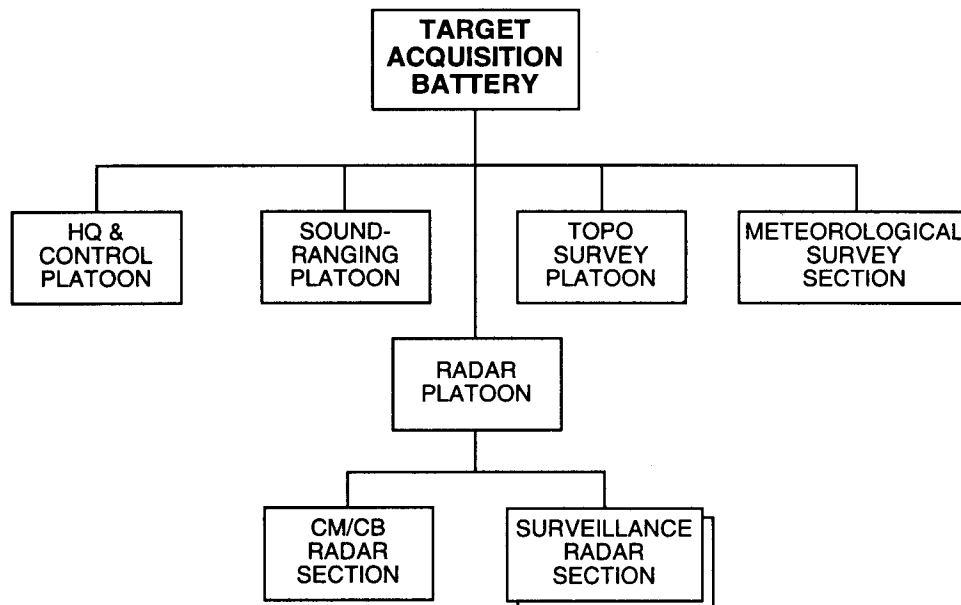 TARGET
ACQUISITION
BATTERY
HQ &
CONTROL
PLATOON
SOUND-
RANGING
PLATOON
TOPO
SURVEY
PLATOON
METEOROLOGICAL
SURVEY
SECTION
RADAR
PLATOON
CM/CB
RADAR
SECTION
SURVEILLANCE
RADAR
SECTION